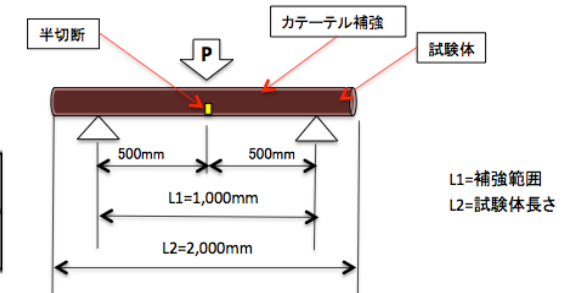 半切断
P
カテーテル補強
試験体
500mm
500mm
L1=1,000mm
L2=2,000mm
L1=補強範囲
L2=試験体長さ